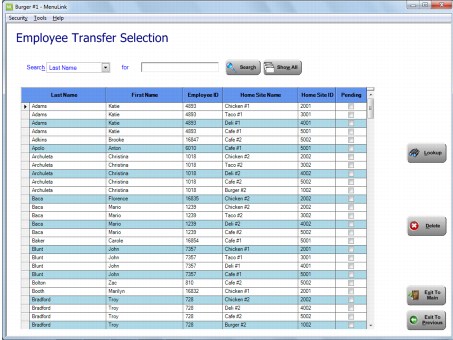 Burger #1 - MenuLink
Security Tools Help
Employee Transfer Selection
Search Last Name for Search Show All
Last Name First Name Employee ID Home Site Name Home Site ID Pending
Adams Katie 4893 Chicken #1 2001
Adams Katie 4893 Taco #1 3001
Adams Katie 4893 Deli #1 4001
Adams Katie 4893 Cafe #1 5001
Adkins Brooke 16847 Cafe #2 5002
Apolo Anton 6010 Cafe #1 5001
Archuleta Christina 1018 Chicken #2 2002
Archuleta Christina 1018 Taco #2 3002
Archuleta Christina 1018 Deli #2 4002
Archuleta Christina 1018 Cafe #2 5002
Archuleta Christina 1018 Burger #2 1002
Baca Florence 16835 Chicken #2 2002
Baca Mario 1239 Chicken #2 2002
Baca Mario 1239 Taco #2 3002
Baca Mario 1239 Deli #2 4002
Baca Mario 1239 Cafe #2 5002
Baker Carole 16854 Cafe #1 5001
Blunt John 7357 Chicken #1 2001
Blunt John 7357 Taco #1 3001
Blunt John 7357 Deli #1 4001
Blunt John 7357 Cafe #1 5001
Bolton Zac 810 Cafe #2 5002
Booth Marilyn 16832 Chicken #1 2001
Bradford Troy 728 Chicken #2 2002
Bradford Troy 728 Deli #2 4002
Bradford Troy 728 Cafe #2 5002
Bradford Troy 728 Burger #2 1002
Lookup
Delete
Exit To
Main
Exit To
Previous